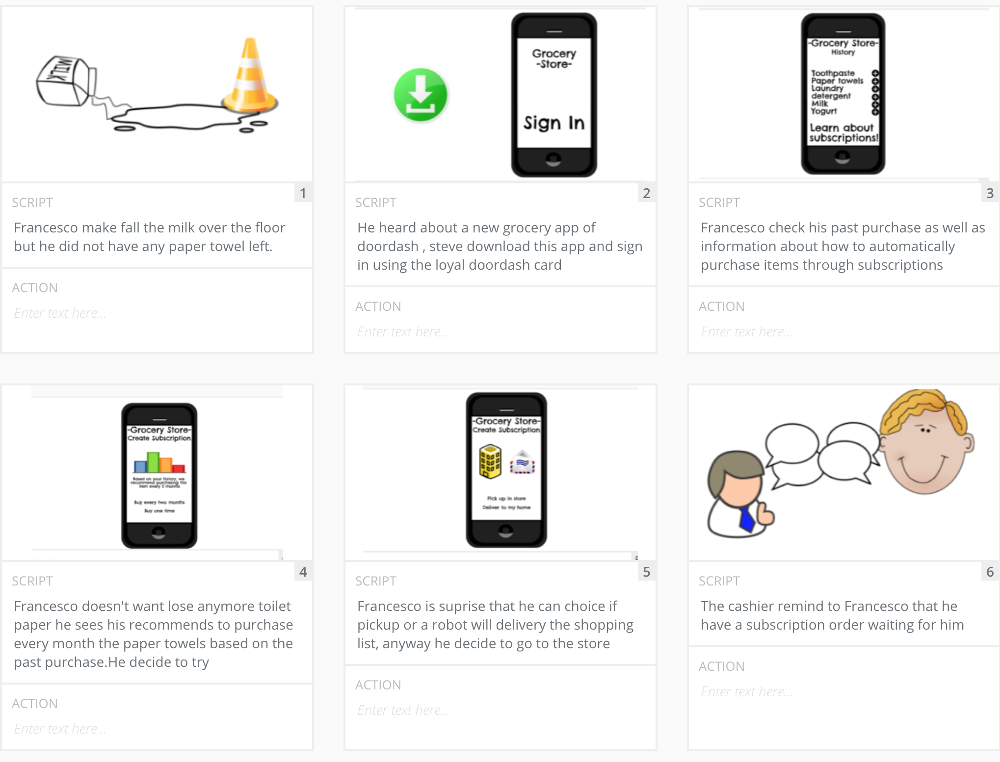 MILK
1
SCRIPT
Francesco make fall the milk over the floor
but he did not have any paper towel left.
ACTION
Enter text here...
Grocery
-Store-
Sign In
2
SCRIPT
He heard about a new grocery app of
doordash , steve download this app and sign
in using the loyal doordash card
ACTION
Enter text here...
-Grocery Store-
History
Toothpaste
Paper towels
Laundry
detergent
Milk
Yogurt
Learn about
subscriptions!
3
SCRIPT
Francesco check his past purchase as well as
information about how to automatically
purchase items through subscriptions
ACTION
Enter text here...
-Grocery Store-
Create Subscription
Based on your history, we
recommend purchasing this
item every 2 months
Buy every two months
Buy one time
4
SCRIPT
Francesco doesn't want lose anymore toilet
paper he sees his recommends to purchase
every month the paper towels based on the
past purchase.He decide to try
ACTION
Enter text here...
-Grocery Store-
Create Subscription
Pick up in store
Deliver to my home
5
SCRIPT
Francesco is suprise that he can choice if
pickup or a robot will delivery the shopping
list, anyway he decide to go to the store
ACTION
Enter text here...
6
SCRIPT
The cashier remind to Francesco that he
have a subscription order waiting for him
ACTION
Enter text here...